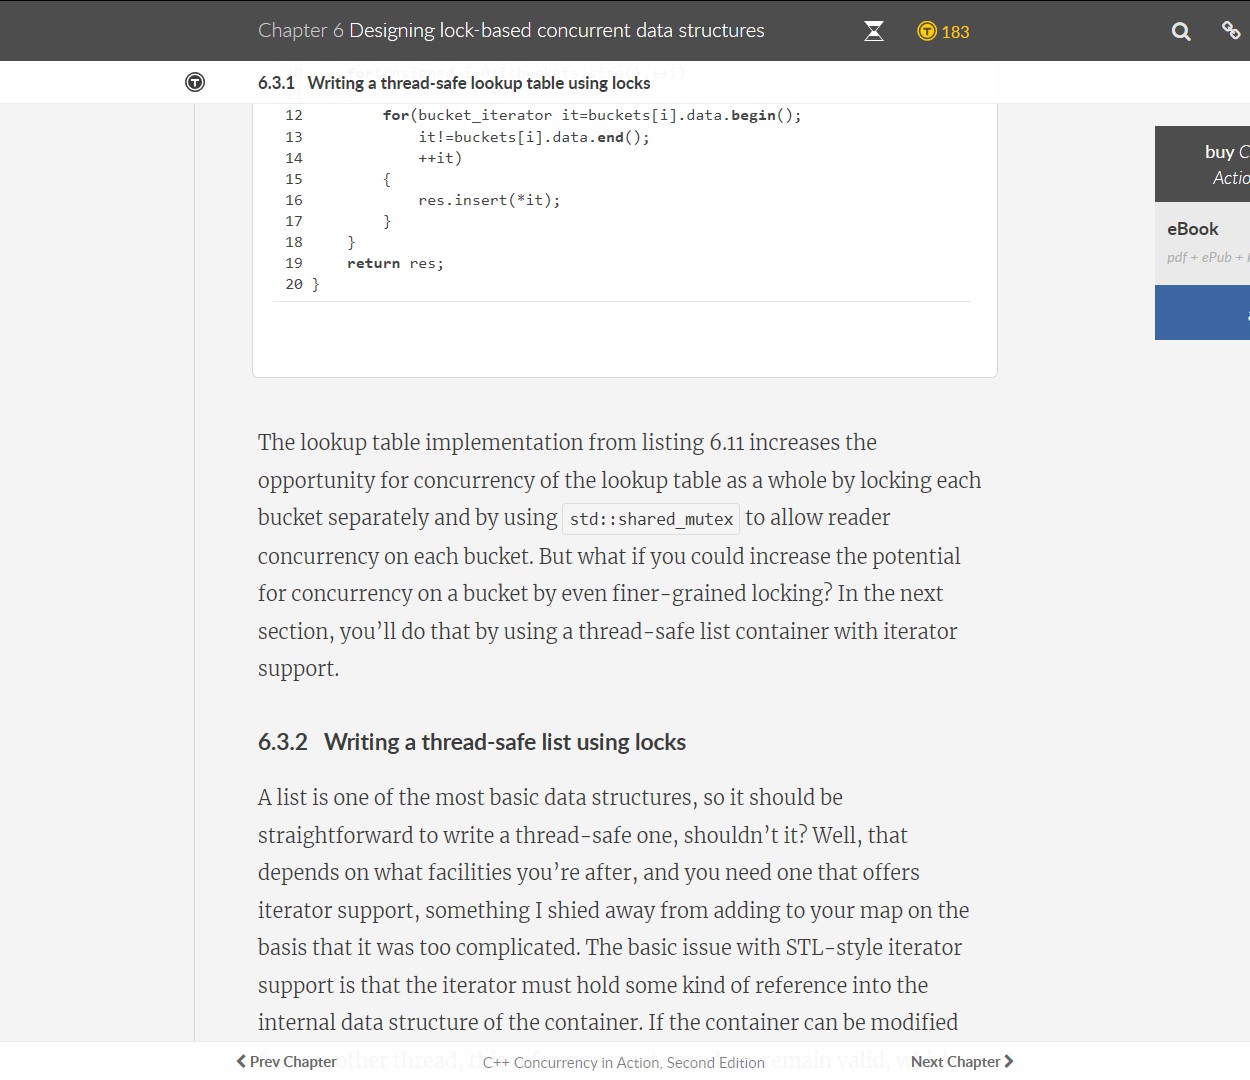 Chapter 6 Designing lock-based concurrent data structures
183
6.3.1 Writing a thread-safe lookup table using locks
12 for(bucket_iterator it=buckets[i].data.begin();
13 it!=buckets[i].data.end();
14 ++it)
15 {
16 res.insert(*it);
17 }
18 }
19 return res;
20 }
buy C
Actio
eBook
pdf + ePub +
The lookup table implementation from listing 6.11 increases the
opportunity for concurrency of the lookup table as a whole by locking each
bucket separately and by using std::shared_mutex to allow reader
concurrency on each bucket. But what if you could increase the potential
for concurrency on a bucket by even finer-grained locking? In the next
section, you’ll do that by using a thread-safe list container with iterator
support.
6.3.2 Writing a thread-safe list using locks
A list is one of the most basic data structures, so it should be
straightforward to write a thread-safe one, shouldn’t it? Well, that
depends on what facilities you’re after, and you need one that offers
iterator support, something I shied away from adding to your map on the
basis that it was too complicated. The basic issue with STL-style iterator
support is that the iterator must hold some kind of reference into the
internal data structure of the container. If the container can be modified
Prev Chapter
C++ Concurrency in Action, Second Edition
Next Chapter